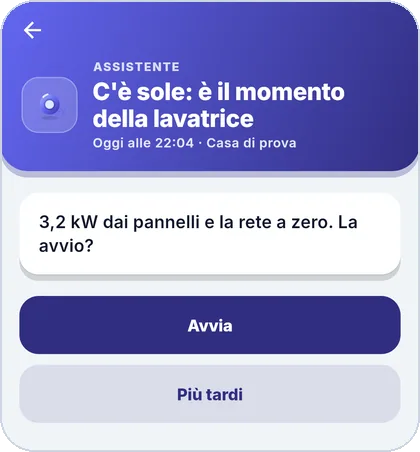 ASSISTENTE
C'è sole: è il momento
della lavatrice
Oggi alle 22:04 · Casa di prova
3,2 kW dai pannelli e la rete a zero. La
avvio?
Avvia
Più tardi